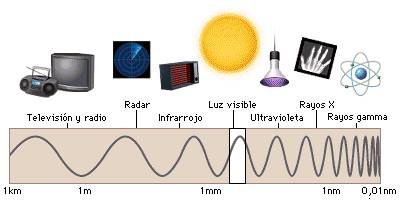 Radar
Luz visible
Rayos X
Televisión y radio
Infrarrojo
Ultravioleta
Rayos gamma
1km
1m
1mm
1nm
0,01nm